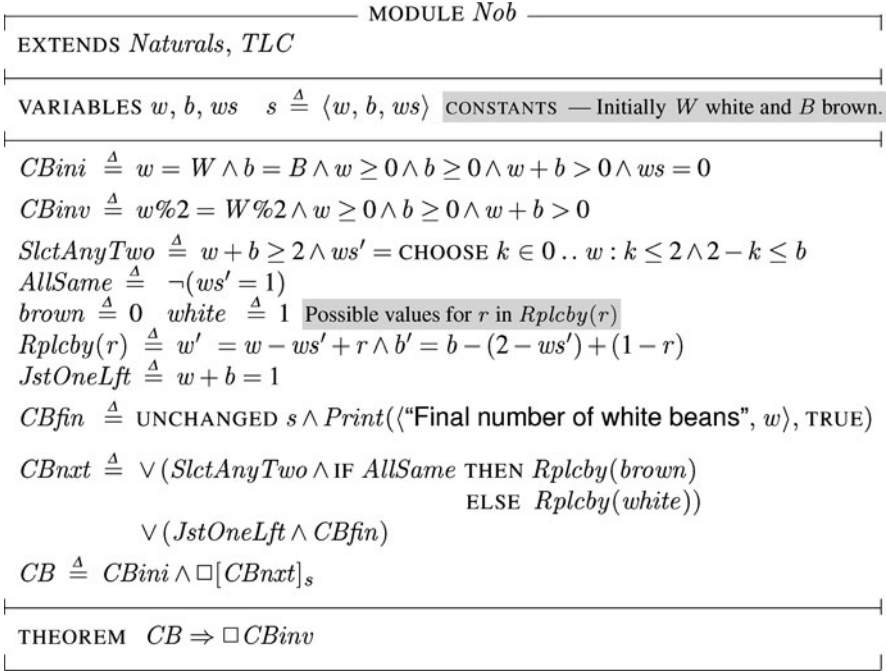 MODULE Nob
EXTENDS Naturals, TLC
VARIABLES w, b, ws s ≜ ⟨w, b, ws⟩ CONSTANTS — Initially W white and B brown.
CBini ≜ w = W ∧ b = B ∧ w ≥ 0 ∧ b ≥ 0 ∧ w + b > 0 ∧ ws = 0
CBinv ≜ w%2 = W%2 ∧ w ≥ 0 ∧ b ≥ 0 ∧ w + b > 0
SlctAnyTwo ≜ w + b ≥ 2 ∧ ws′ = CHOOSE k ∈ 0 .. w : k ≤ 2 ∧ 2 − k ≤ b
AllSame ≜ ¬(ws′ = 1)
brown ≜ 0 white ≜ 1 Possible values for r in Rplcby(r)
Rplcby(r) ≜ w′ = w − ws′ + r ∧ b′ = b − (2 − ws′) + (1 − r)
JstOneLft ≜ w + b = 1
CBfin ≜ UNCHANGED s ∧ Print(⟨“Final number of white beans”, w⟩, TRUE)
CBnxt ≜ ∨ (SlctAnyTwo ∧ IF AllSame THEN Rplcby(brown)
ELSE Rplcby(white))
∨ (JstOneLft ∧ CBfin)
CB ≜ CBini ∧ □[CBnxt]ₛ
THEOREM CB ⇒ □CBinv